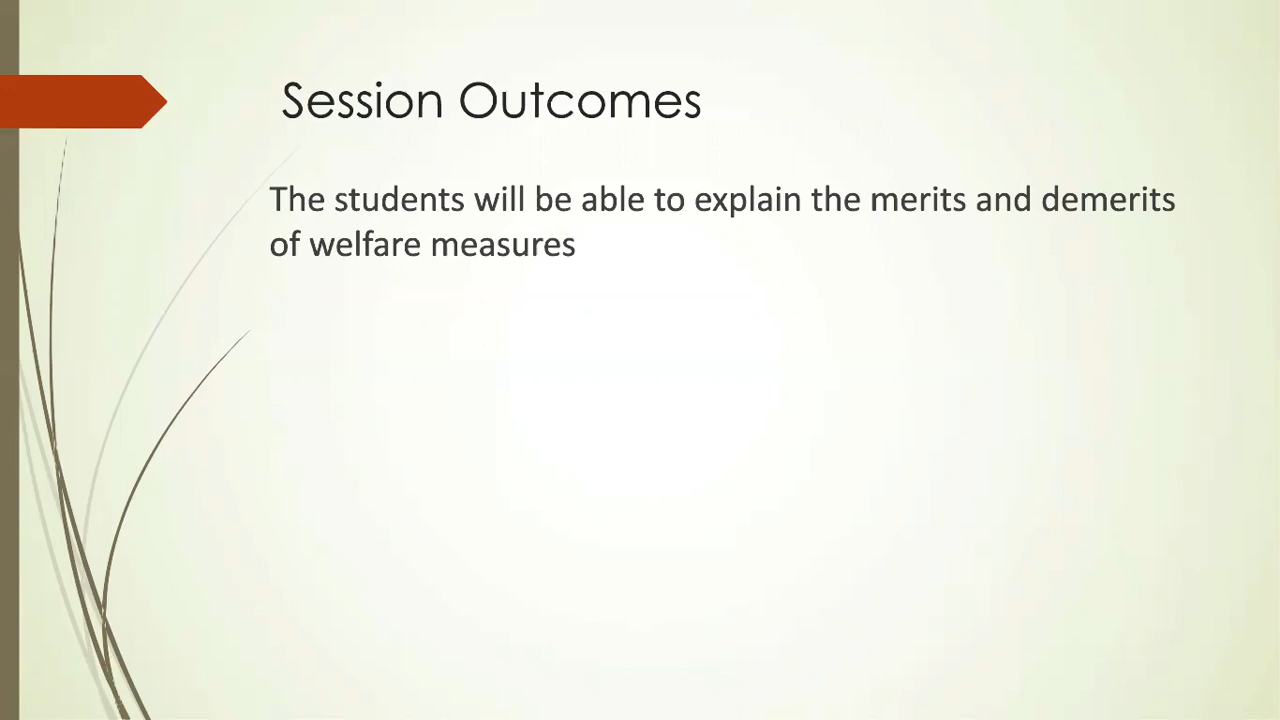 Session Outcomes
The students will be able to explain the merits and demerits
of welfare measures